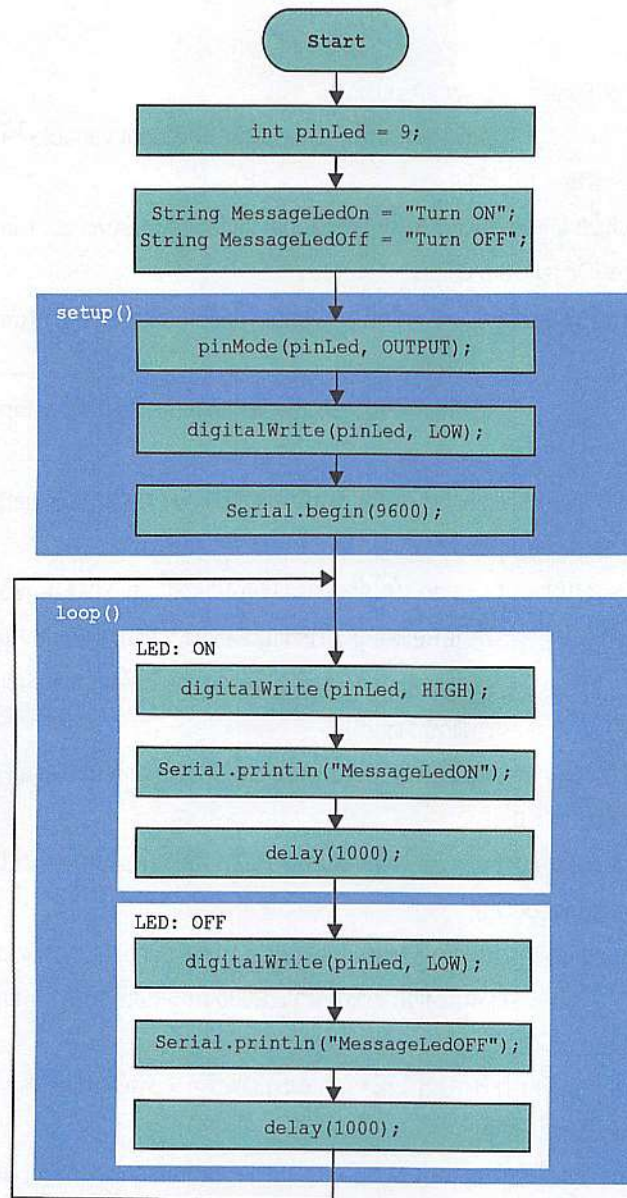 Start
int pinLed = 9;
String MessageLedOn = "Turn ON";
String MessageLedOff = "Turn OFF";
setup()
pinMode(pinLed, OUTPUT);
digitalWrite(pinLed, LOW);
Serial.begin(9600);
loop()
LED: ON
digitalWrite(pinLed, HIGH);
Serial.println("MessageLedON");
delay(1000);
LED: OFF
digitalWrite(pinLed, LOW);
Serial.println("MessageLedOFF");
delay(1000);